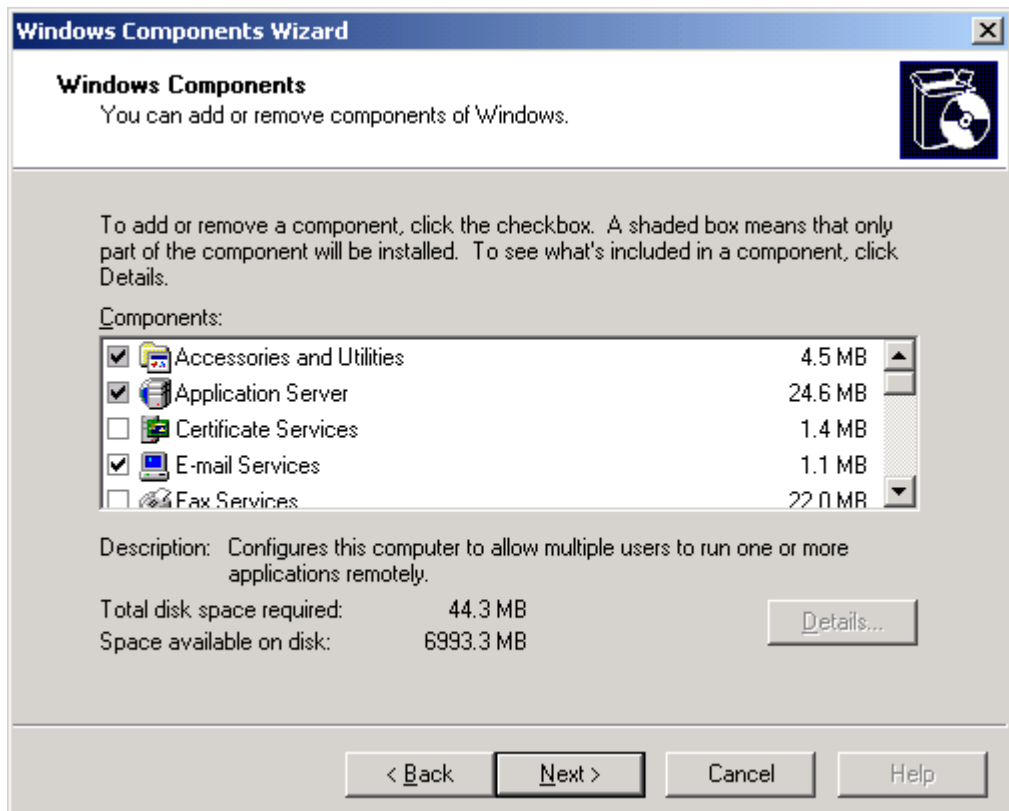 Windows Components Wizard
Windows Components
You can add or remove components of Windows.
To add or remove a component, click the checkbox. A shaded box means that only
part of the component will be installed. To see what's included in a component, click
Details.
Components:
Accessories and Utilities 4.5 MB
Application Server 24.6 MB
Certificate Services 1.4 MB
E-mail Services 1.1 MB
Fax Services 22.0 MB
Description: Configures this computer to allow multiple users to run one or more
applications remotely.
Total disk space required: 44.3 MB
Space available on disk: 6993.3 MB
Details...
< Back Next > Cancel Help